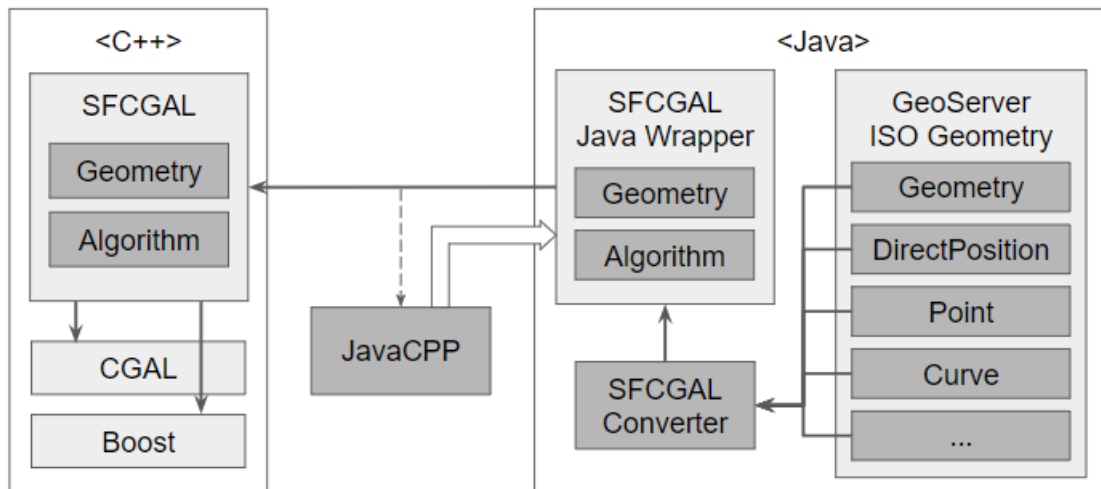 <C++>
SFCGAL
Geometry
Algorithm
CGAL
Boost
JavaCPP
<Java>
SFCGAL
Java Wrapper
Geometry
Algorithm
SFCGAL
Converter
GeoServer
ISO Geometry
Geometry
DirectPosition
Point
Curve
...